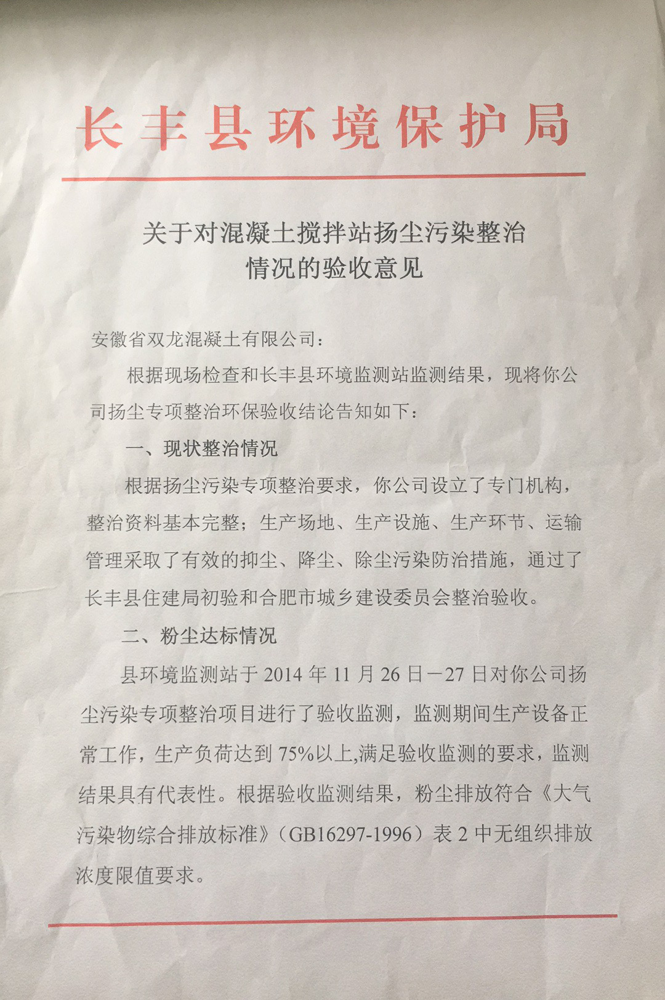 长丰县环境保护局
关于对混凝土搅拌站扬尘污染整治
情况的验收意见
安徽省双龙混凝土有限公司：
根据现场检查和长丰县环境监测站监测结果，现将你公
司扬尘专项整治环保验收结论告知如下：
一、现状整治情况
根据扬尘污染专项整治要求，你公司设立了专门机构，
整治资料基本完整；生产场地、生产设施、生产环节、运输
管理采取了有效的抑尘、降尘、除尘污染防治措施，通过了
长丰县住建局初验和合肥市城乡建设委员会整治验收。
二、粉尘达标情况
县环境监测站于 2014 年 11 月 26 日－27 日对你公司扬
尘污染专项整治项目进行了验收监测，监测期间生产设备正
常工作，生产负荷达到 75%以上,满足验收监测的要求，监测
结果具有代表性。根据验收监测结果，粉尘排放符合《大气
污染物综合排放标准》（GB16297-1996）表 2 中无组织排放
浓度限值要求。